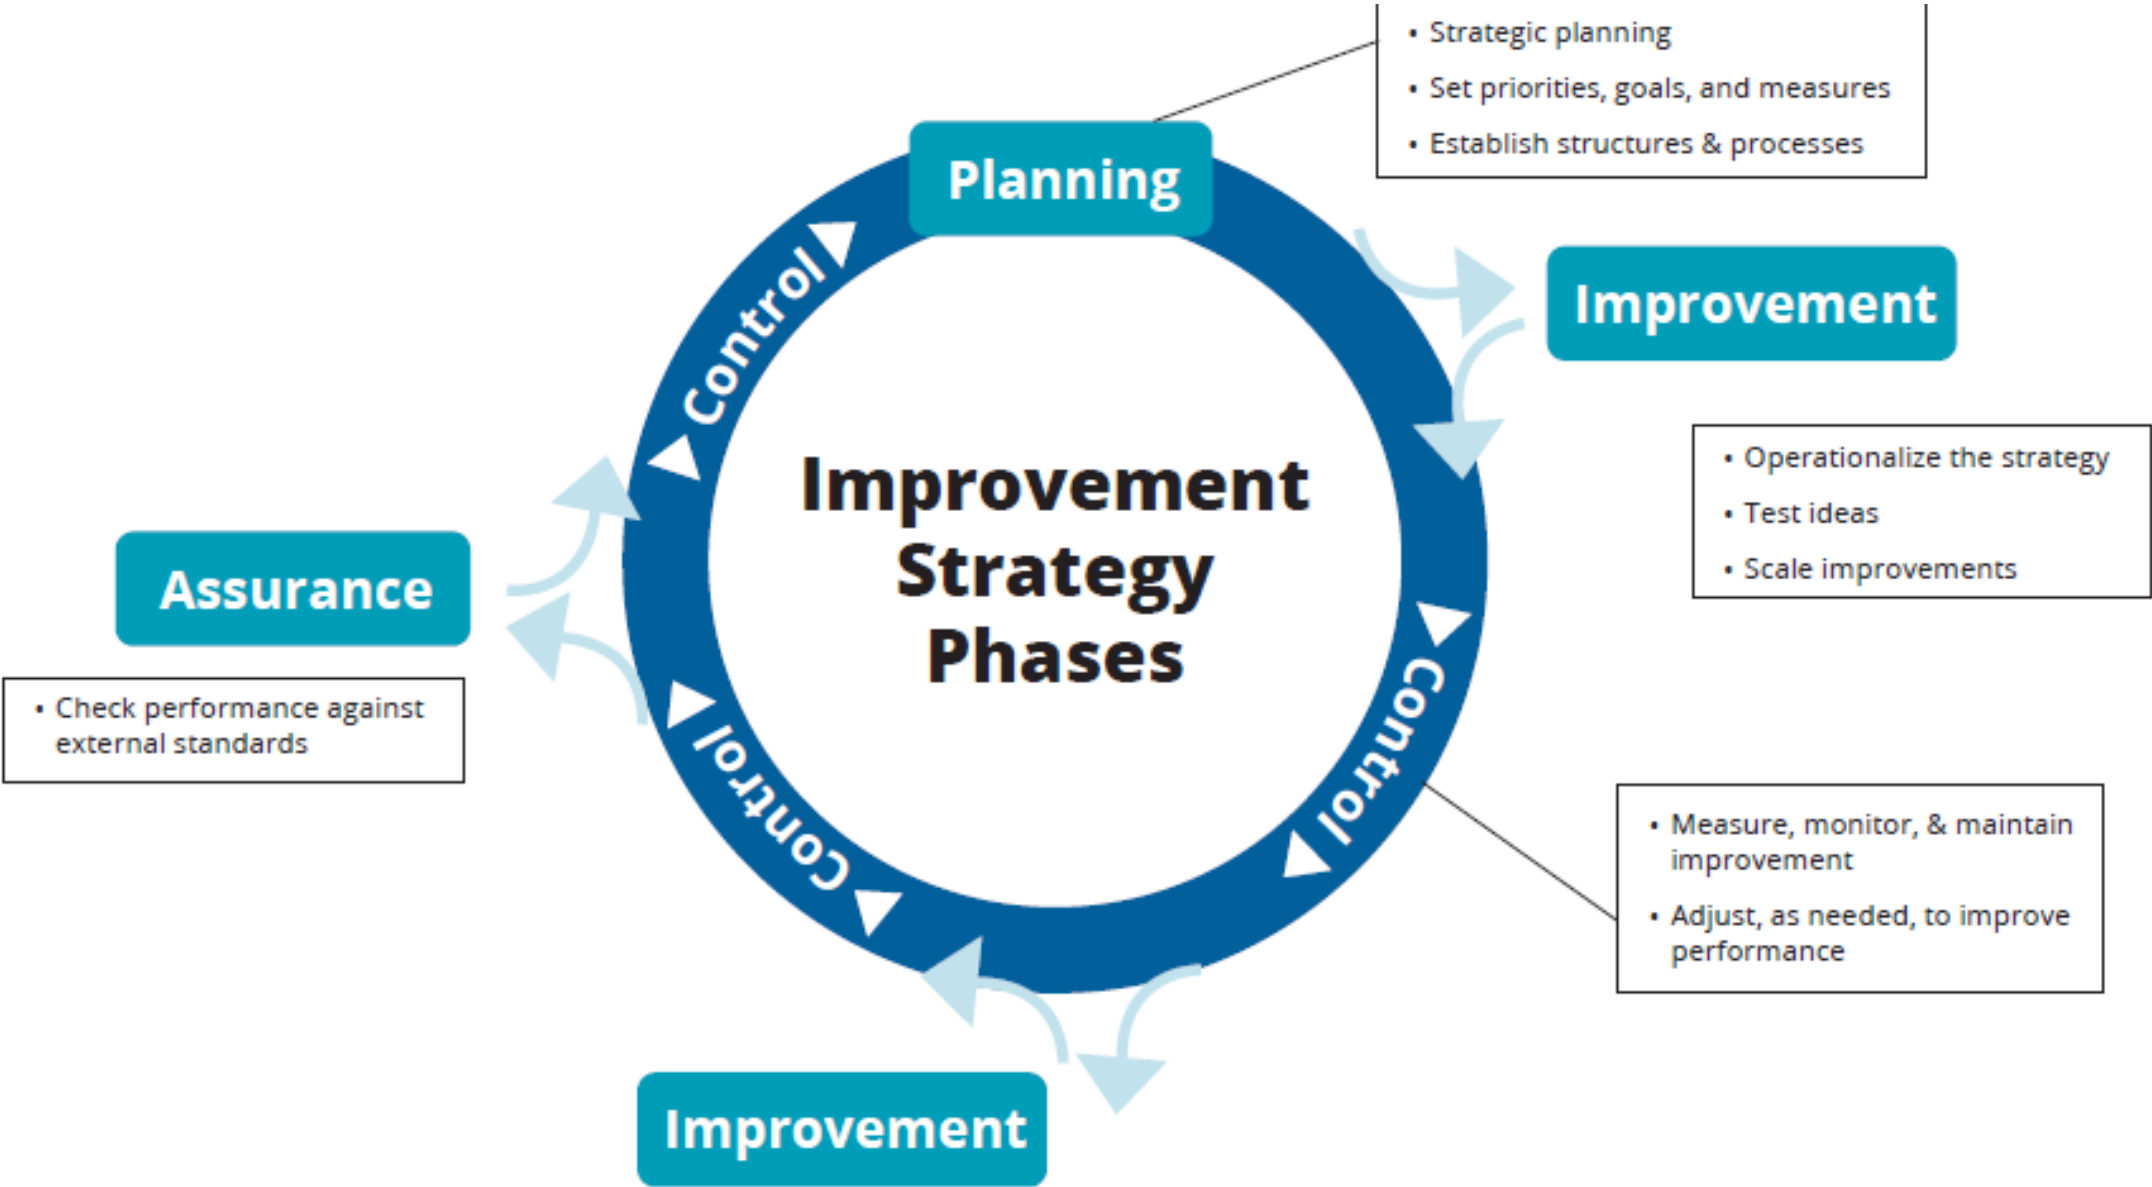 • Strategic planning
• Set priorities, goals, and measures
• Establish structures & processes
Planning
Improvement
• Operationalize the strategy
• Test ideas
• Scale improvements
Control
• Measure, monitor, & maintain
improvement
• Adjust, as needed, to improve
performance
Improvement
Control
Assurance
• Check performance against
external standards
Control
Improvement
Strategy
Phases